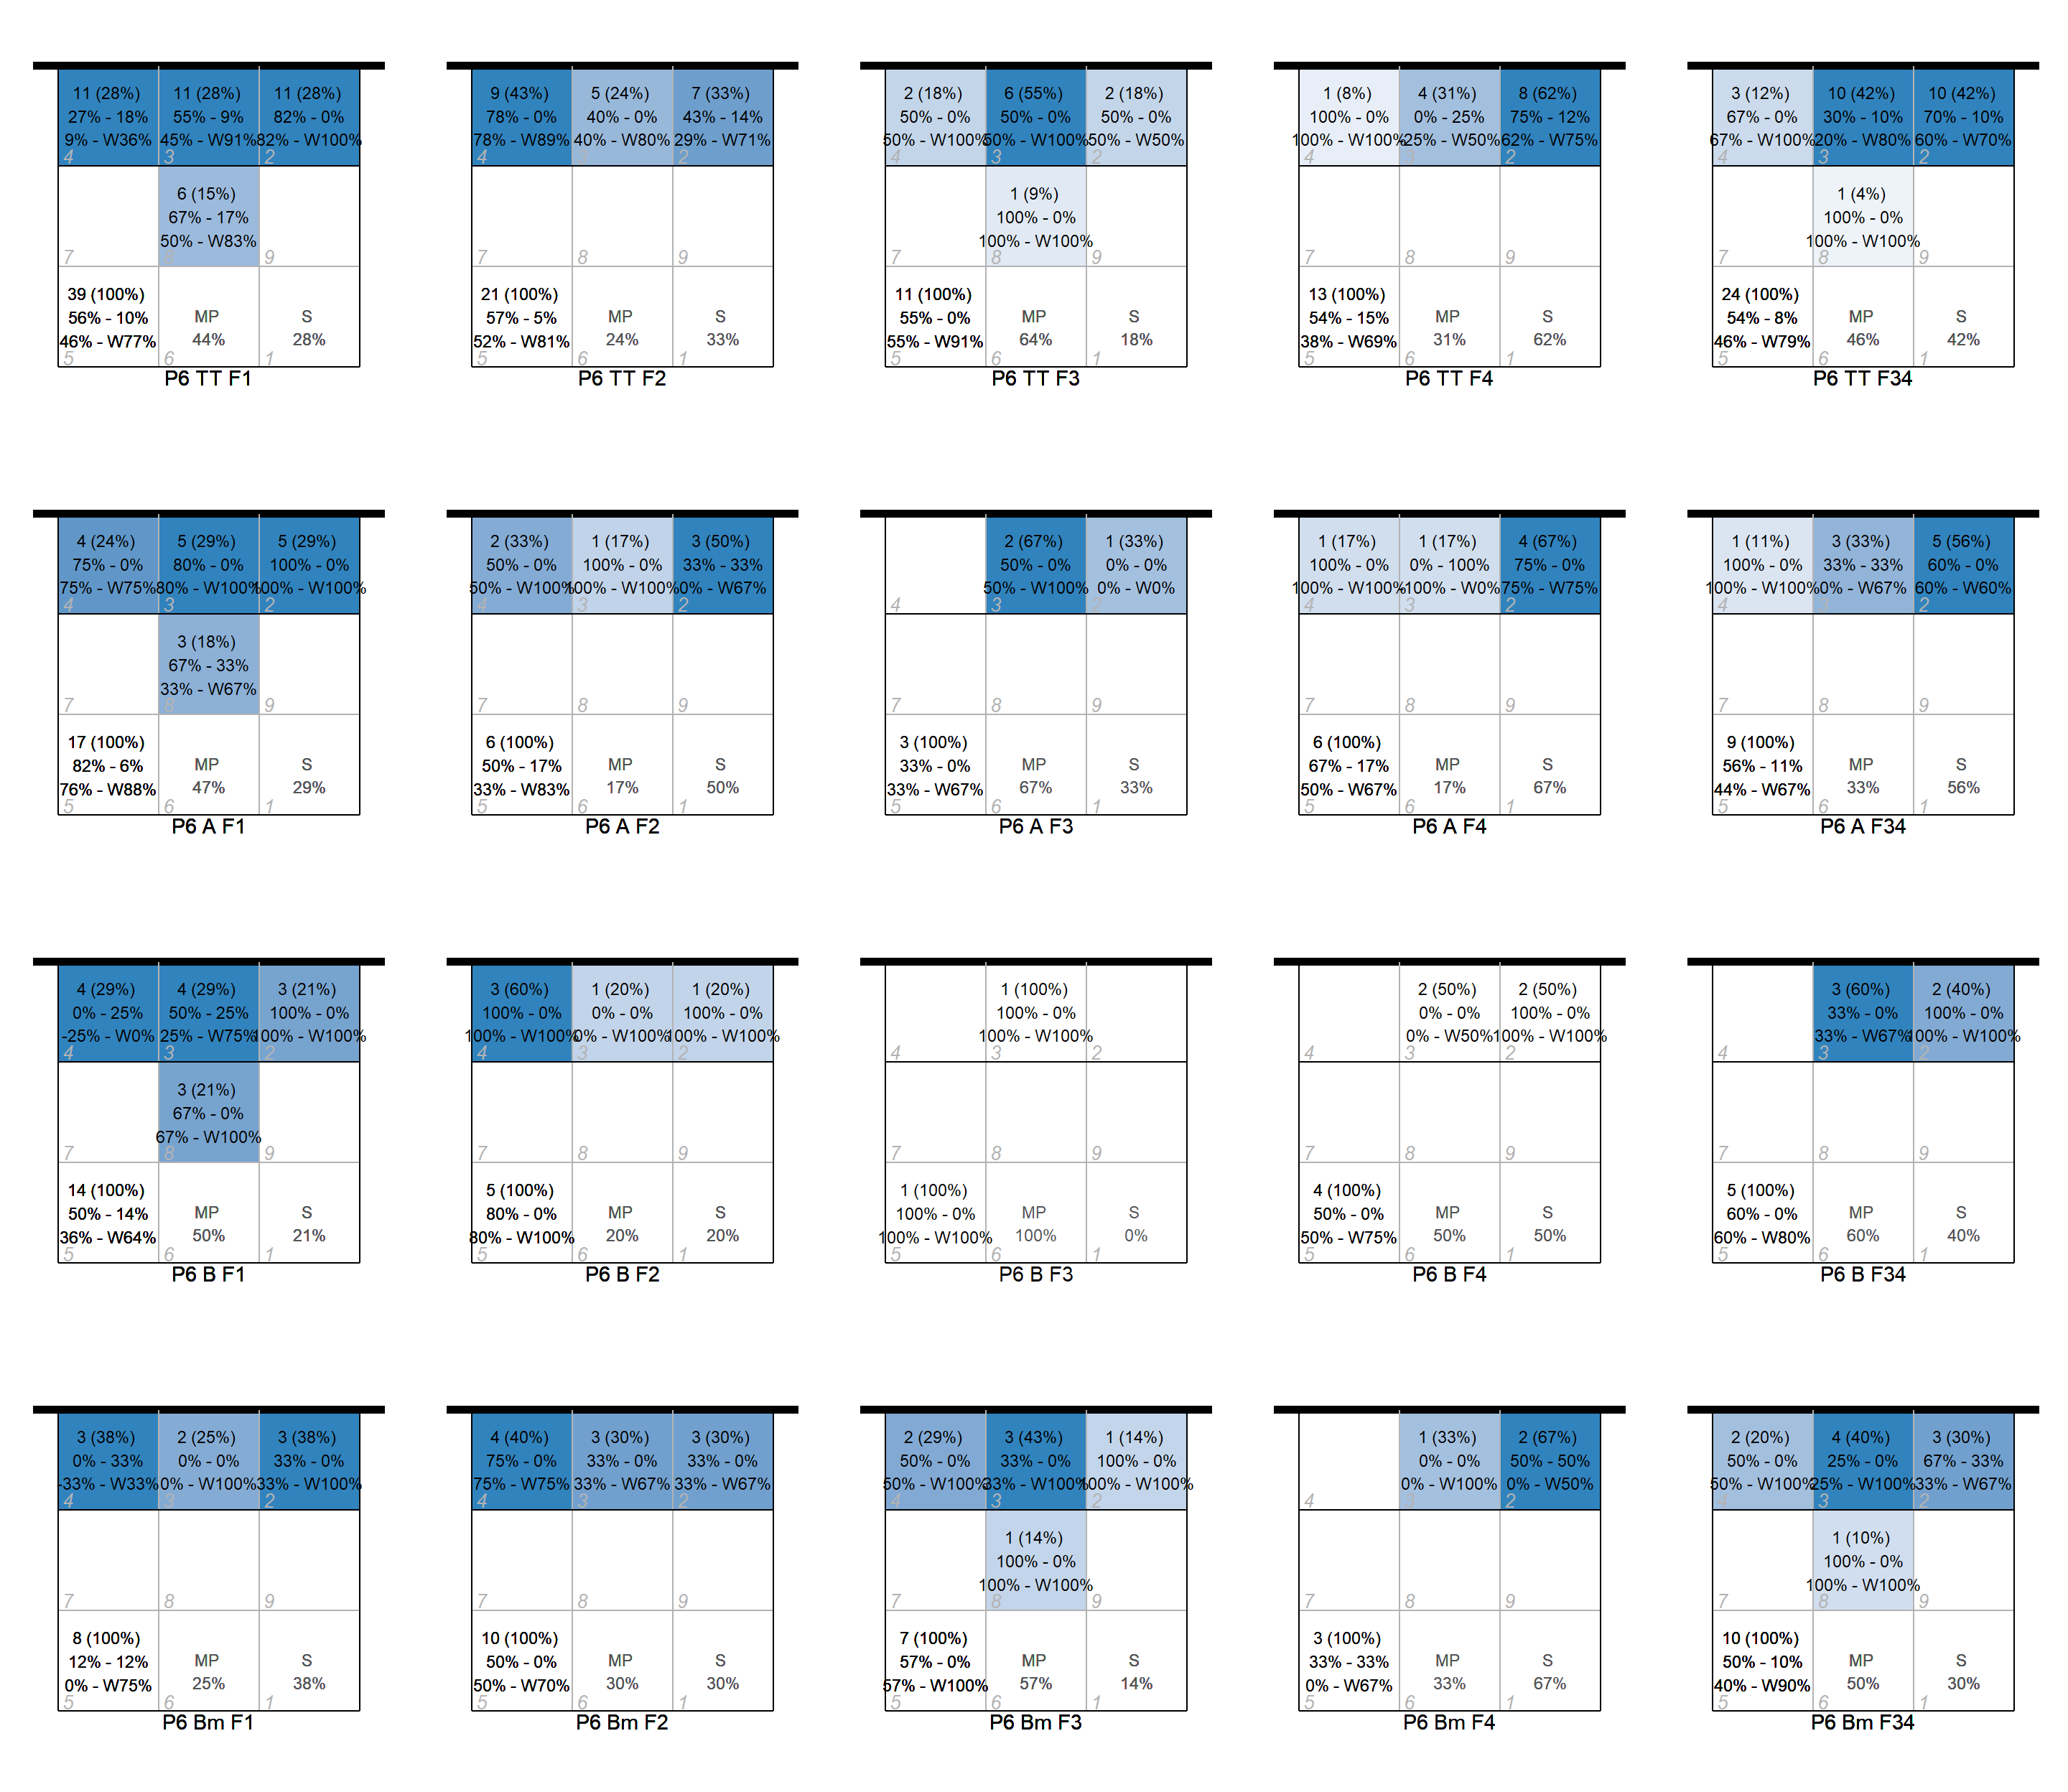 11 (28%)
27% - 18%
9% - W36%
4
11 (28%)
55% - 9%
45% - W91%
3
11 (28%)
82% - 0%
82% - W100%
2
7
6 (15%)
67% - 17%
50% - W83%
8
9
39 (100%)
56% - 10%
46% - W77%
5
MP
44%
6
S
28%
1
P6 TT F1
9 (43%)
78% - 0%
78% - W89%
4
5 (24%)
40% - 0%
40% - W80%
7 (33%)
43% - 14%
29% - W71%
2
7
8
9
21 (100%)
57% - 5%
52% - W81%
5
MP
24%
6
S
33%
1
P6 TT F2
2 (18%)
50% - 0%
50% - W100%
4
6 (55%)
50% - 0%
50% - W100%
3
2 (18%)
50% - 0%
50% - W50%
2
7
1 (9%)
100% - 0%
100% - W100%
8
9
11 (100%)
55% - 0%
55% - W91%
5
MP
64%
6
S
18%
1
P6 TT F3
1 (8%)
100% - 0%
100% - W100%
4
4 (31%)
0% - 25%
-25% - W50%
3
8 (62%)
75% - 12%
62% - W75%
2
7
8
9
13 (100%)
54% - 15%
38% - W69%
5
MP
31%
6
S
62%
1
P6 TT F4
3 (12%)
67% - 0%
67% - W100%
4
10 (42%)
30% - 10%
20% - W80%
3
10 (42%)
70% - 10%
60% - W70%
2
7
1 (4%)
100% - 0%
100% - W100%
8
9
24 (100%)
54% - 8%
46% - W79%
5
MP
46%
6
S
42%
1
P6 TT F34
4 (24%)
75% - 0%
75% - W75%
4
5 (29%)
80% - 0%
80% - W100%
3
5 (29%)
100% - 0%
100% - W100%
2
7
3 (18%)
67% - 33%
33% - W67%
8
9
17 (100%)
82% - 6%
76% - W88%
5
MP
47%
6
S
29%
1
P6 A F1
2 (33%)
50% - 0%
50% - W100%
4
1 (17%)
100% - 0%
100% - W100%
3
3 (50%)
33% - 33%
0% - W67%
2
7
8
9
6 (100%)
50% - 17%
33% - W83%
5
MP
17%
6
S
50%
1
P6 A F2
4
2 (67%)
50% - 0%
50% - W100%
3
1 (33%)
0% - 0%
0% - W0%
2
7
8
9
3 (100%)
33% - 0%
33% - W67%
5
MP
67%
6
S
33%
1
P6 A F3
1 (17%)
100% - 0%
100% - W100%
4
1 (17%)
0% - 100%
-100% - W0%
3
4 (67%)
75% - 0%
75% - W75%
2
7
8
9
6 (100%)
67% - 17%
50% - W67%
5
MP
17%
6
S
67%
1
P6 A F4
1 (11%)
100% - 0%
100% - W100%
4
3 (33%)
33% - 33%
0% - W67%
3
5 (56%)
60% - 0%
60% - W60%
2
7
8
9
9 (100%)
56% - 11%
44% - W67%
5
MP
33%
6
S
56%
1
P6 A F34
4 (29%)
0% - 25%
-25% - W0%
4
4 (29%)
50% - 25%
25% - W75%
3
3 (21%)
100% - 0%
100% - W100%
2
7
3 (21%)
67% - 0%
67% - W100%
8
9
14 (100%)
50% - 14%
36% - W64%
5
MP
50%
6
S
21%
1
P6 B F1
3 (60%)
100% - 0%
100% - W100%
4
1 (20%)
0% - 0%
0% - W100%
3
1 (20%)
100% - 0%
100% - W100%
2
7
8
9
5 (100%)
80% - 0%
80% - W100%
5
MP
20%
6
S
20%
1
P6 B F2
4
1 (100%)
100% - 0%
100% - W100%
3
2
7
8
9
1 (100%)
100% - 0%
100% - W100%
5
MP
100%
6
S
0%
1
P6 B F3
4
2 (50%)
0% - 0%
0% - W50%
3
2 (50%)
100% - 0%
100% - W100%
2
7
8
9
4 (100%)
50% - 0%
50% - W75%
5
MP
50%
6
S
50%
1
P6 B F4
4
3 (60%)
33% - 0%
33% - W67%
3
2 (40%)
100% - 0%
100% - W100%
2
7
8
9
5 (100%)
60% - 0%
60% - W80%
5
MP
60%
6
S
40%
1
P6 B F34
3 (38%)
0% - 33%
-33% - W33%
4
2 (25%)
0% - 0%
0% - W100%
3
3 (38%)
33% - 0%
33% - W100%
2
7
8
9
8 (100%)
12% - 12%
0% - W75%
5
MP
25%
6
S
38%
1
P6 Bm F1
4 (40%)
75% - 0%
75% - W75%
4
3 (30%)
33% - 0%
33% - W67%
3
3 (30%)
33% - 0%
33% - W67%
2
7
8
9
10 (100%)
50% - 0%
50% - W70%
5
MP
30%
6
S
30%
1
P6 Bm F2
2 (29%)
50% - 0%
50% - W100%
4
3 (43%)
33% - 0%
33% - W100%
3
1 (14%)
100% - 0%
100% - W100%
2
7
1 (14%)
100% - 0%
100% - W100%
8
9
7 (100%)
57% - 0%
57% - W100%
5
MP
57%
6
S
14%
1
P6 Bm F3
4
1 (33%)
0% - 0%
0% - W100%
3
2 (67%)
50% - 50%
0% - W50%
2
7
8
9
3 (100%)
33% - 33%
0% - W67%
5
MP
33%
6
S
67%
1
P6 Bm F4
2 (20%)
50% - 0%
50% - W100%
4
4 (40%)
25% - 0%
25% - W100%
3
3 (30%)
67% - 33%
33% - W67%
2
7
1 (10%)
100% - 0%
100% - W100%
8
9
10 (100%)
50% - 10%
40% - W90%
5
MP
50%
6
S
30%
1
P6 Bm F34